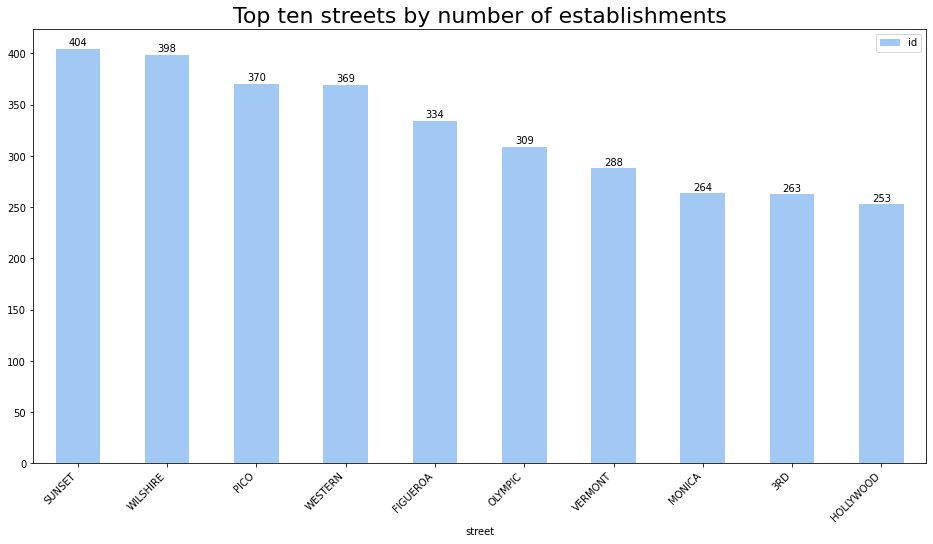 Top ten streets by number of establishments
id
404
398
370
369
334
309
288
264
263
253
400
350
300
250
200
150
100
50
0
SUNSET
WILSHIRE
PICO
WESTERN
FIGUEROA
OLYMPIC
VERMONT
MONICA
3RD
HOLLYWOOD
street